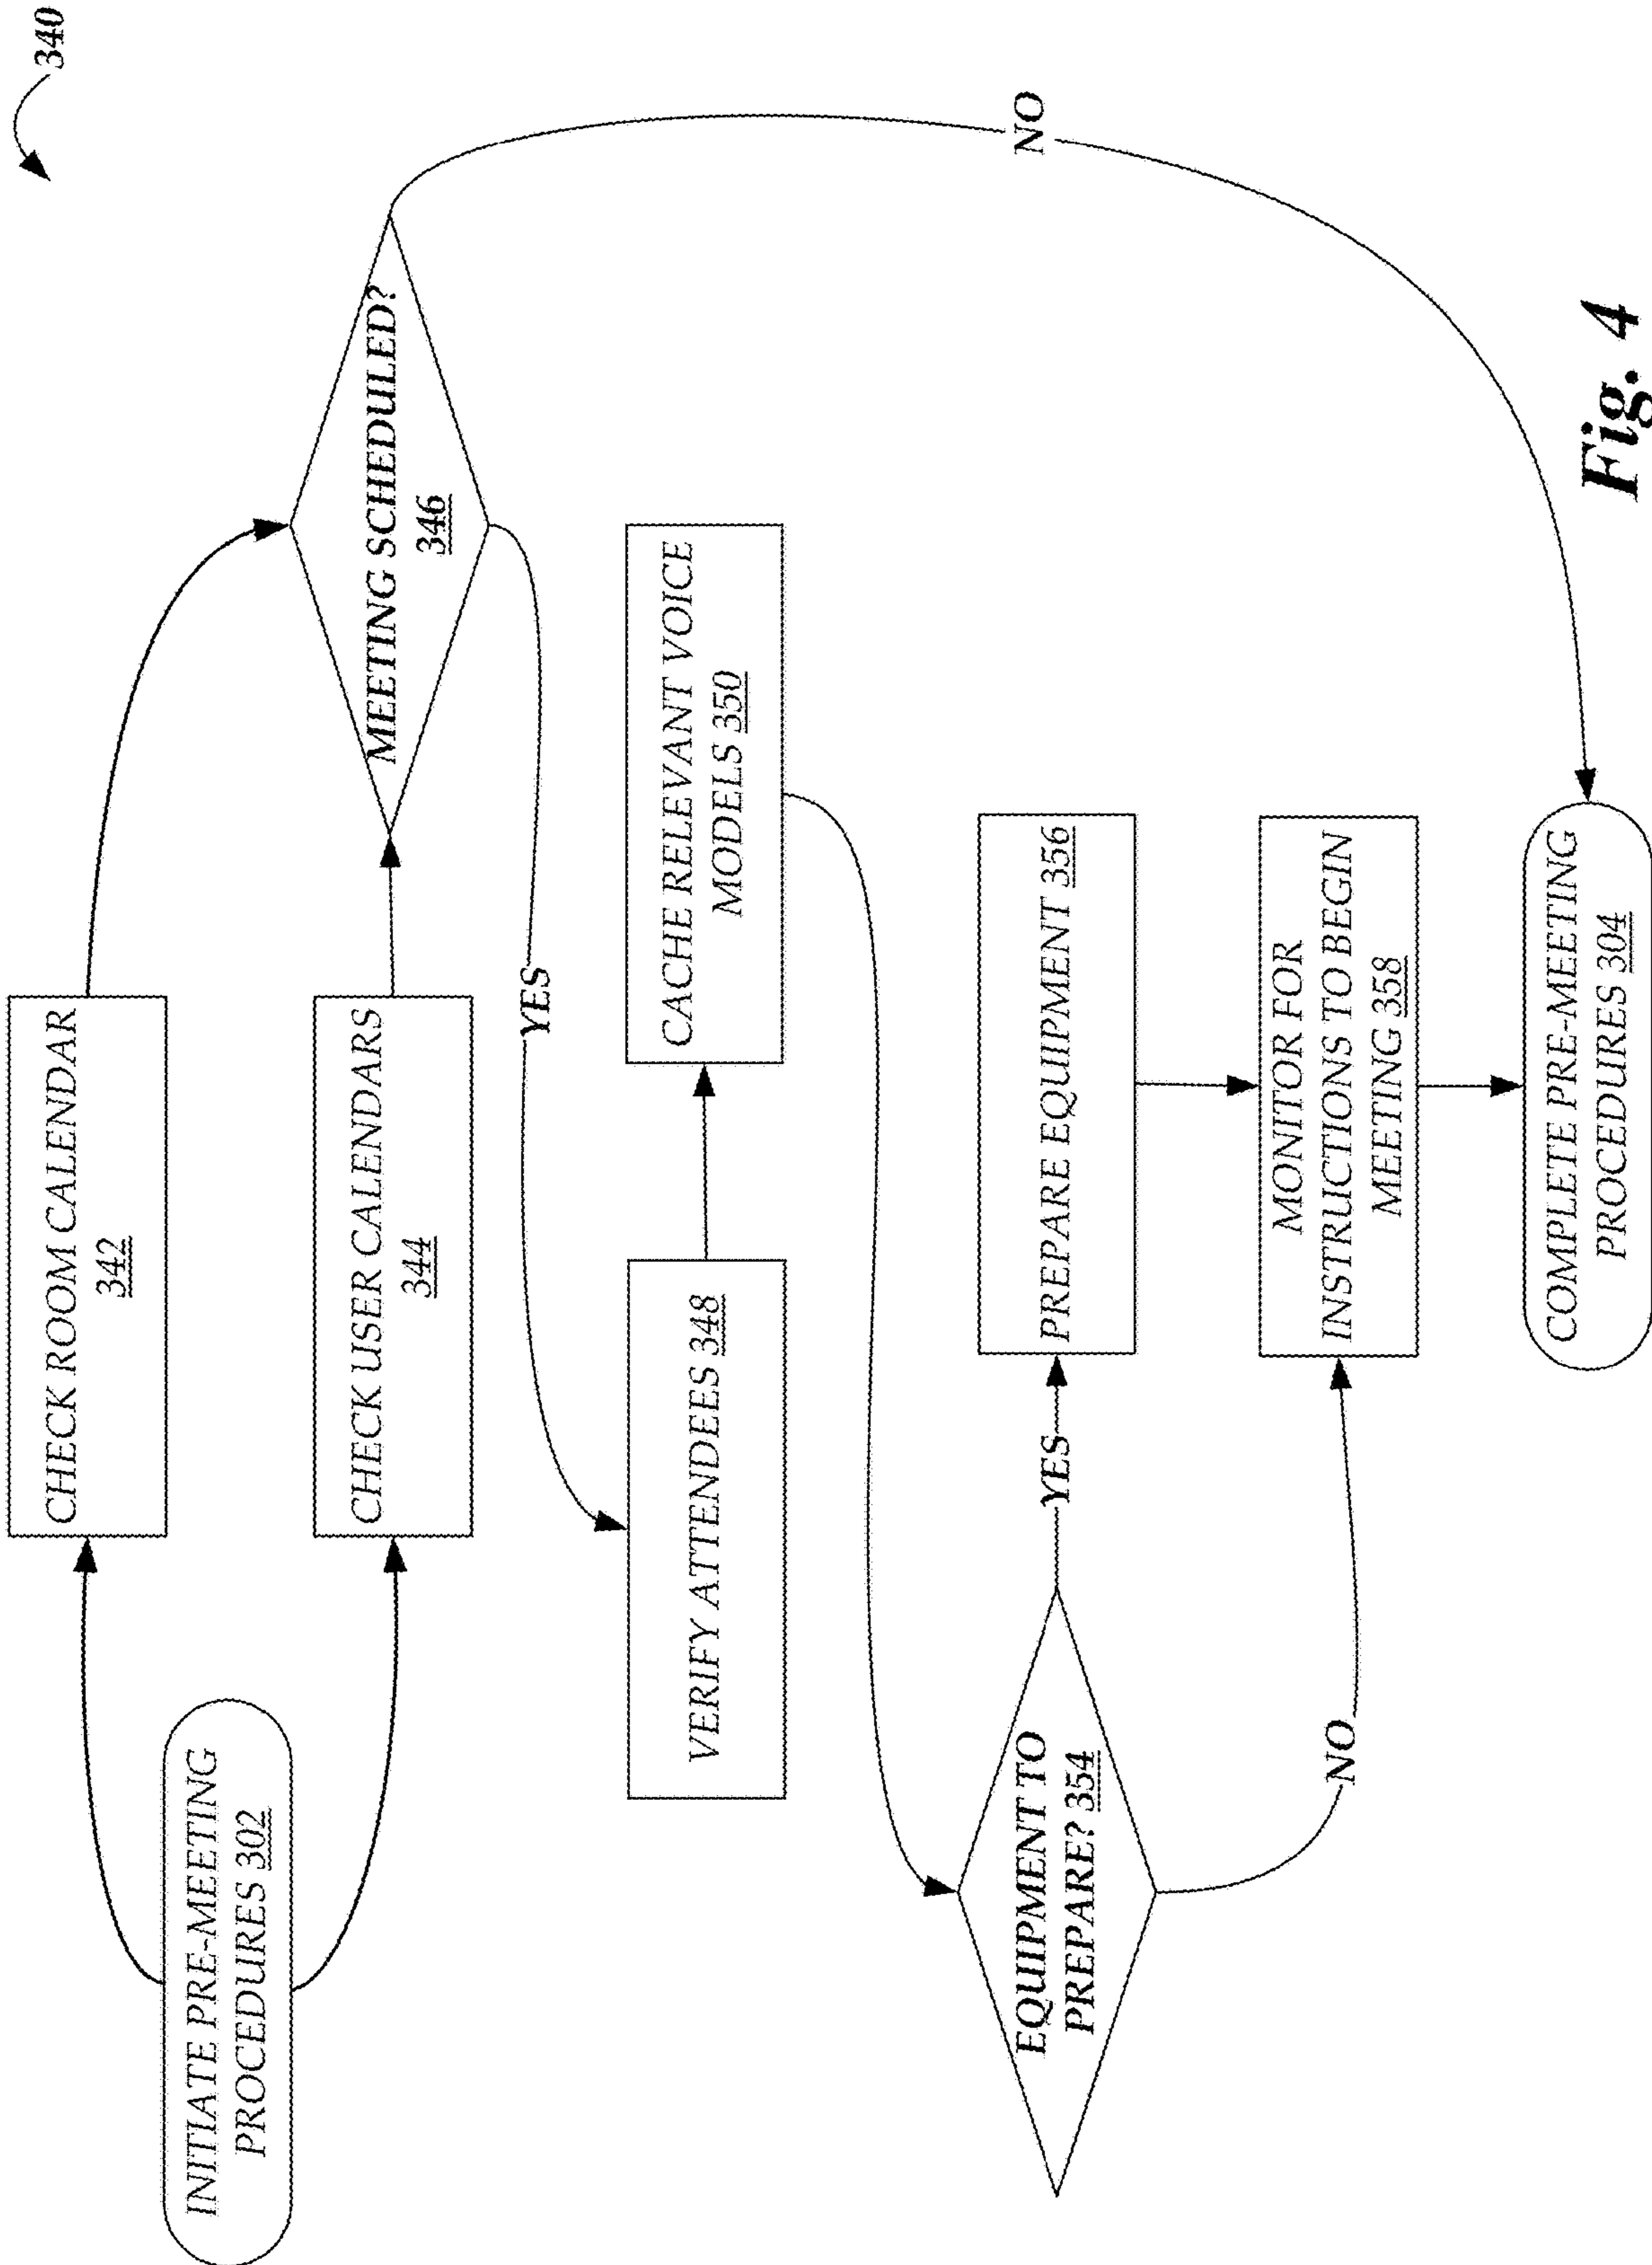 340
INITIATE PRE-MEETING
PROCEDURES 302
CHECK ROOM CALENDAR
342
CHECK USER CALENDARS
344
MEETING SCHEDULED?
346
YES
NO
VERIFY ATTENDEES 348
CACHE RELEVANT VOICE
MODELS 350
EQUIPMENT TO
PREPARE? 354
YES
NO
PREPARE EQUIPMENT 356
MONITOR FOR
INSTRUCTIONS TO BEGIN
MEETING 358
COMPLETE PRE-MEETING
PROCEDURES 304
Fig. 4